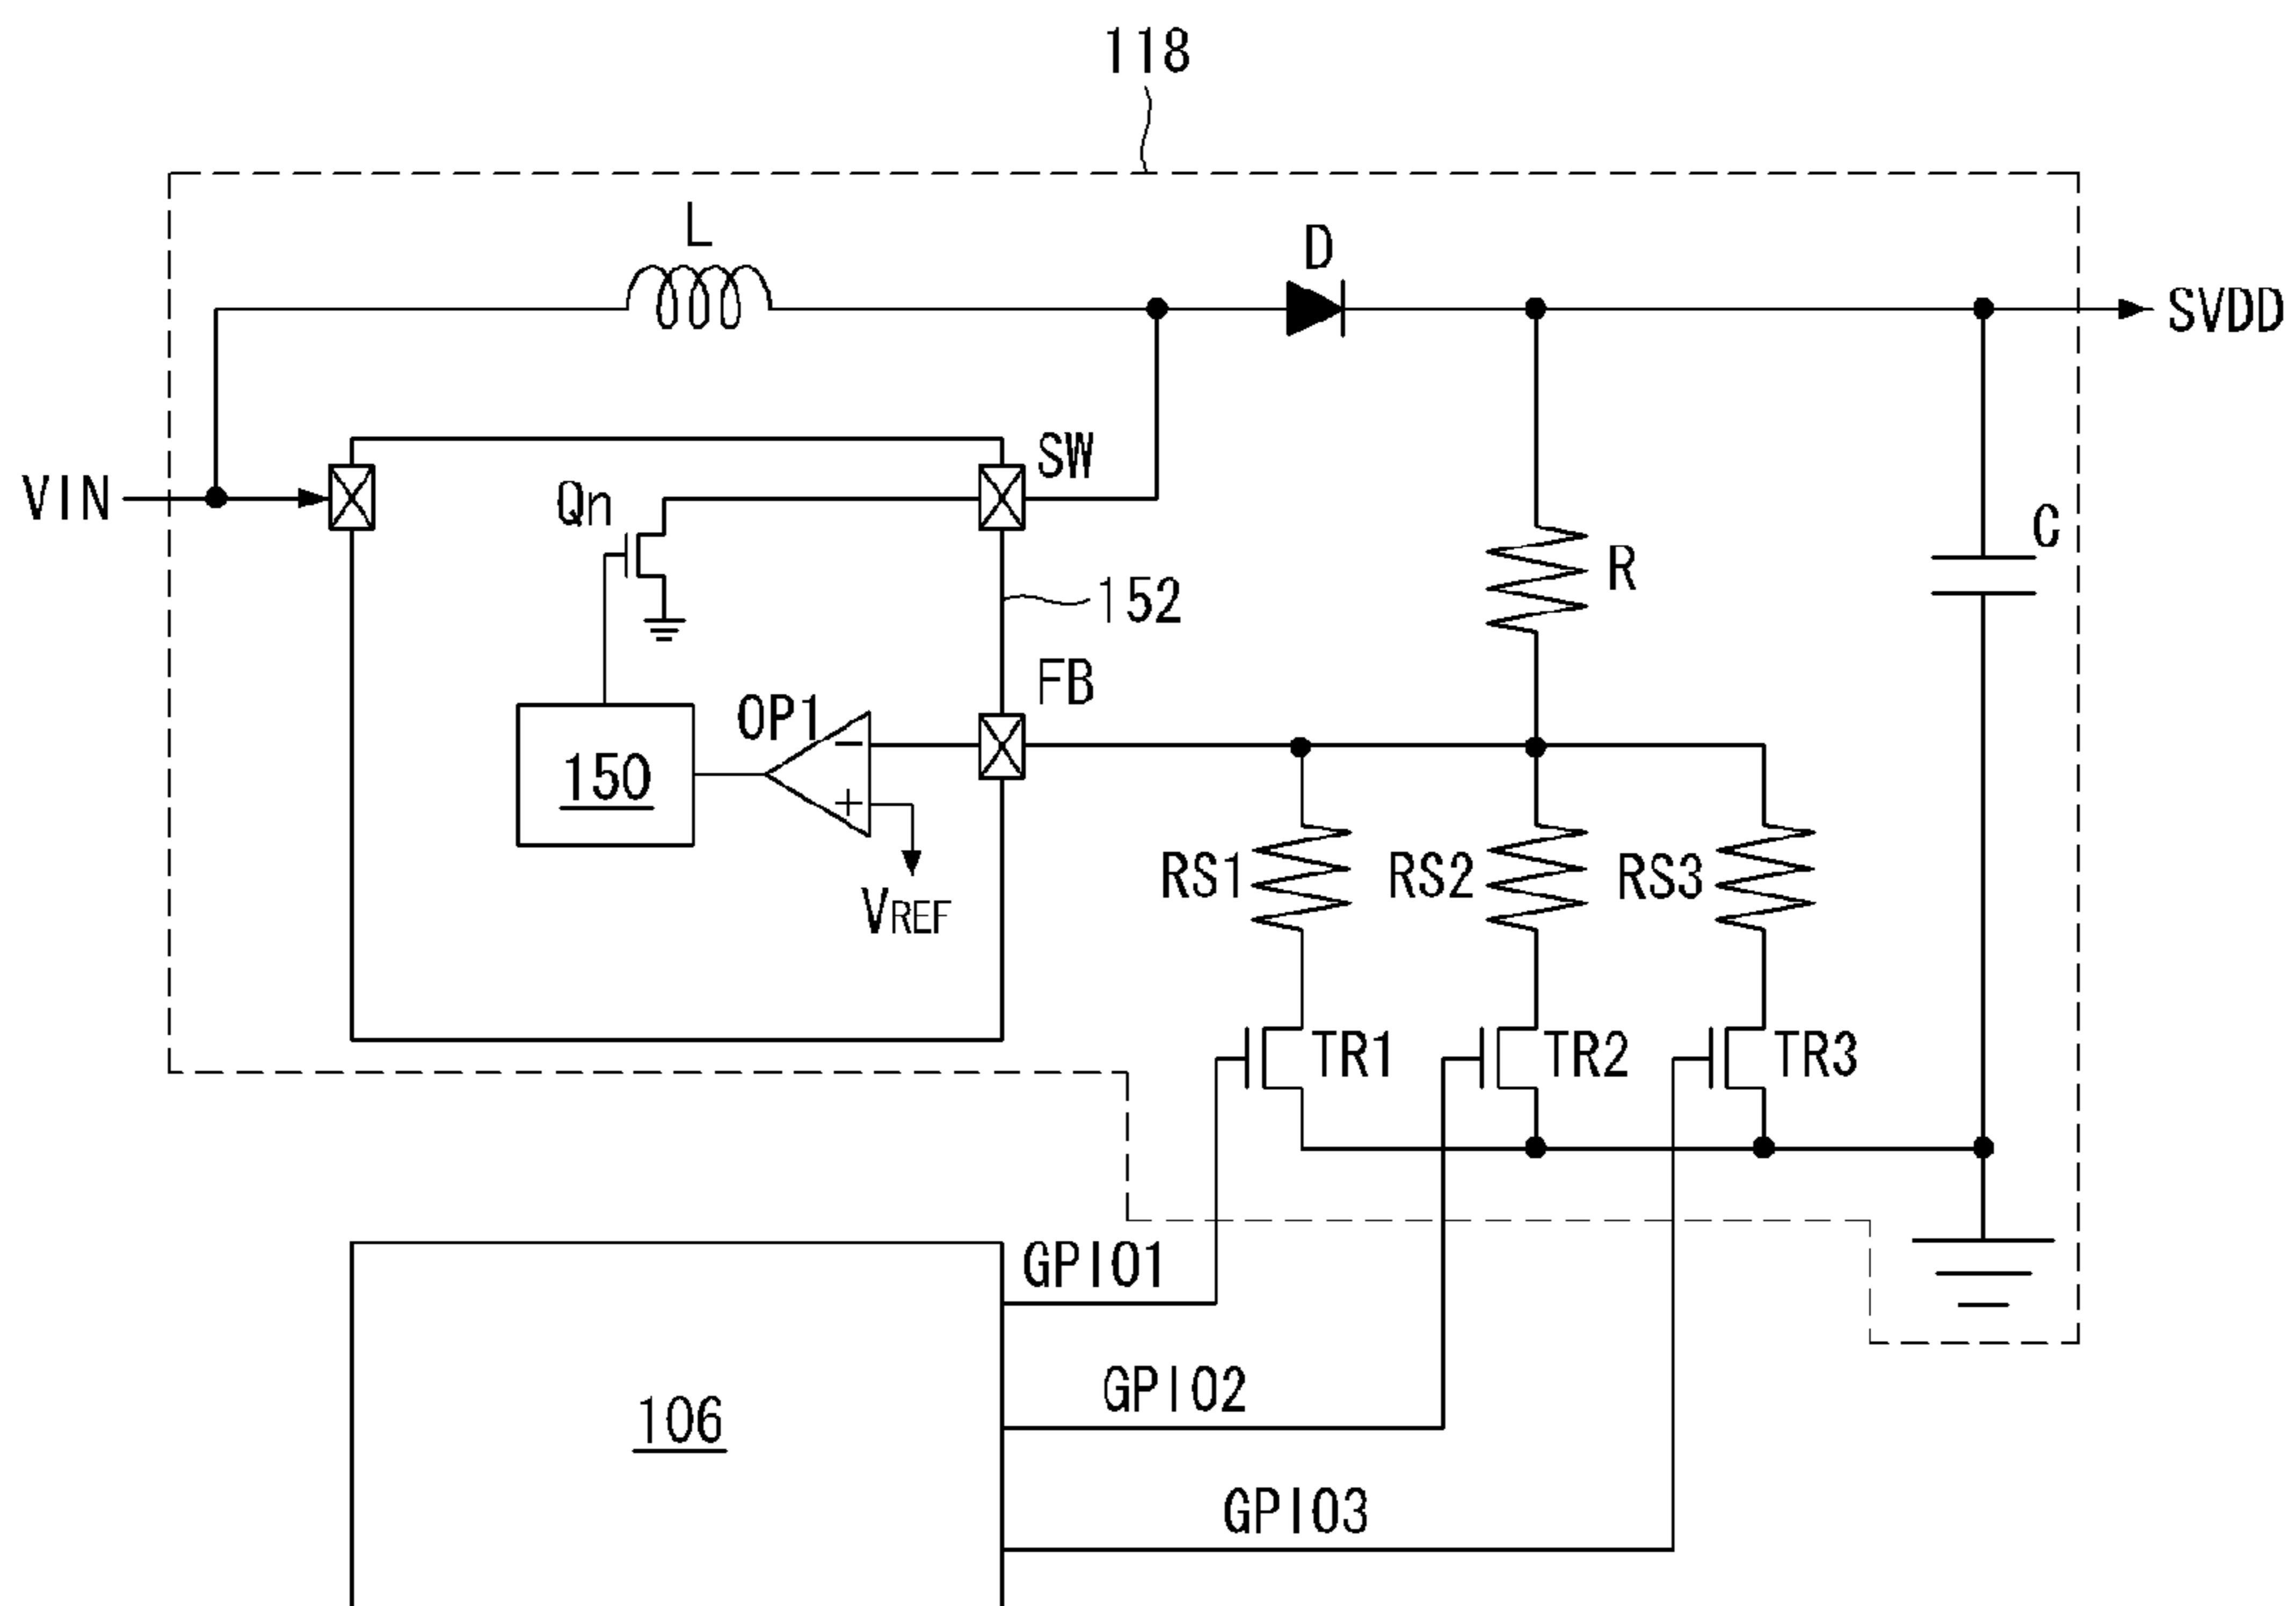 118
L
D
SVDD
VIN
SW
Qn
C
R
152
FB
OP1
150
−
+
VREF
RS1
RS2
RS3
TR1
TR2
TR3
GPIO1
GPIO2
106
GPIO3